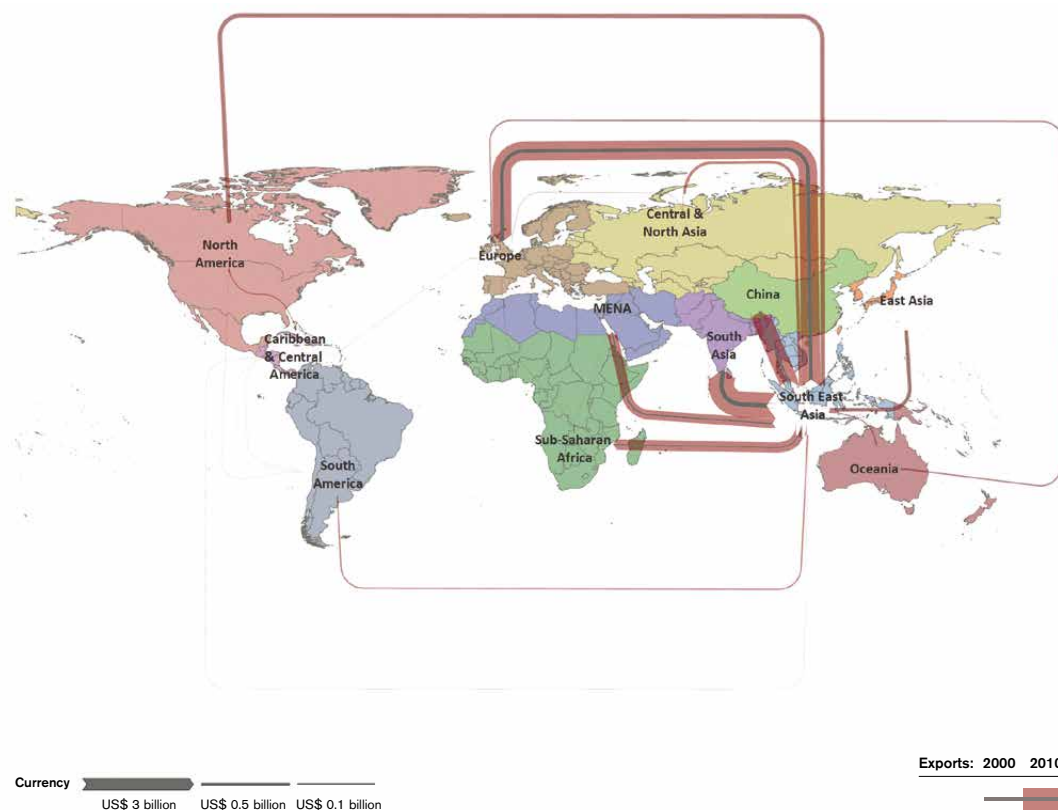 North
America
Central &
North Asia
Europe
China
East Asia
MENA
South
Asia
Caribbean
& Central
America
South East
Asia
Sub-Saharan
Africa
South
America
Oceania
Exports: 2000 2010
Currency
US$ 3 billion US$ 0.5 billion US$ 0.1 billion